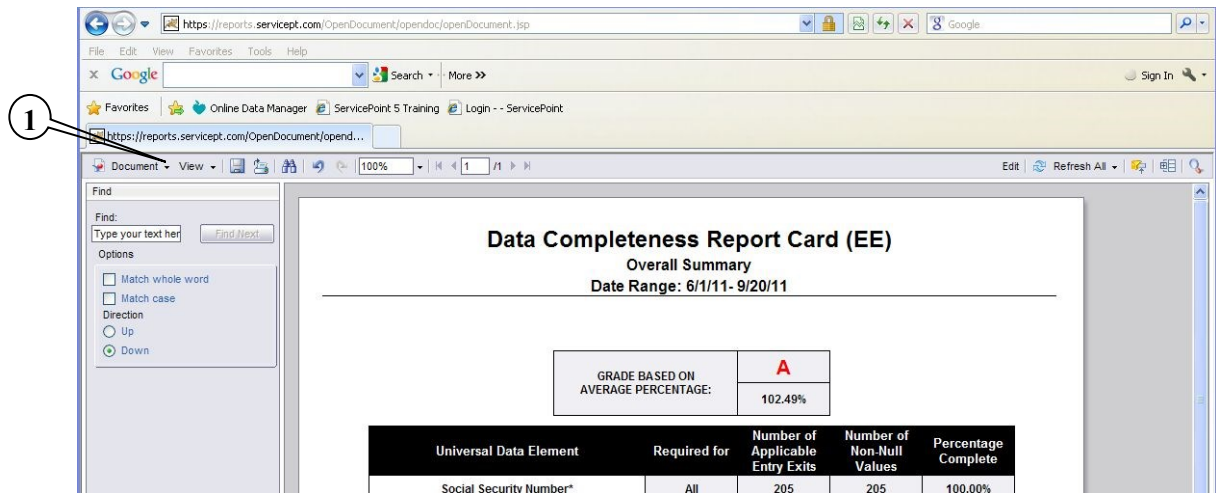 https://reports.servicept.com/OpenDocument/opendoc/openDocument.jsp
Google
File Edit View Favorites Tools Help
x Google Search More >> Sign In
Favorites Online Data Manager ServicePoint 5 Training Login - - ServicePoint
1
https://reports.servicept.com/OpenDocument/opend...
Document View 100% 1 /1 Edit Refresh All
Find
Find:
Type your text her Find Next
Options
Match whole word
Match case
Direction
Up
Down
Data Completeness Report Card (EE)
Overall Summary
Date Range: 6/1/11- 9/20/11
GRADE BASED ON
AVERAGE PERCENTAGE:
A
102.49%
Universal Data Element Required for Number of Applicable Entry Exits Number of Non-Null Values Percentage Complete
Social Security Number* All 205 205 100.00%